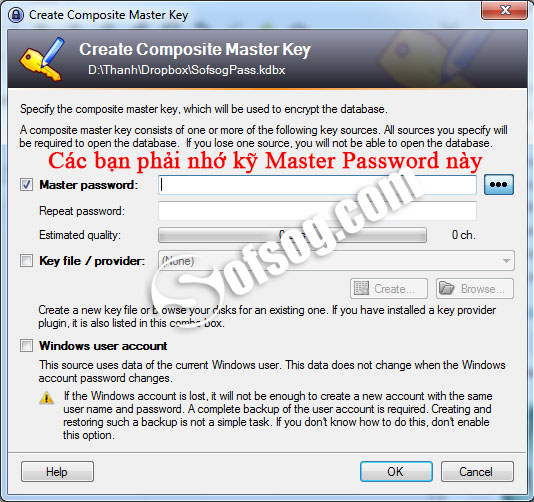 Create Composite Master Key
Create Composite Master Key
D:\Thanh\Dropbox\SofsogPass.kdbx
Specify the composite master key, which will be used to encrypt the database.
A composite master key consists of one or more of the following key sources. All sources you specify will
be required to open the database. If you lose one source, you will not be able to open the database.
Các bạn phải nhớ kỹ Master Password này
Master password:
Repeat password:
Estimated quality:
0 ch.
Key file / provider:
(None)
Create...
Browse...
Create a new key file or browse your disks for an existing one. If you have installed a key provider
plugin, it is also listed in this combo box.
Windows user account
This source uses data of the current Windows user. This data does not change when the Windows
account password changes.
If the Windows account is lost, it will not be enough to create a new account with the same
user name and password. A complete backup of the user account is required. Creating and
restoring such a backup is not a simple task. If you don't know how to do this, don't enable
this option.
Help
OK
Cancel
Sofsog.com